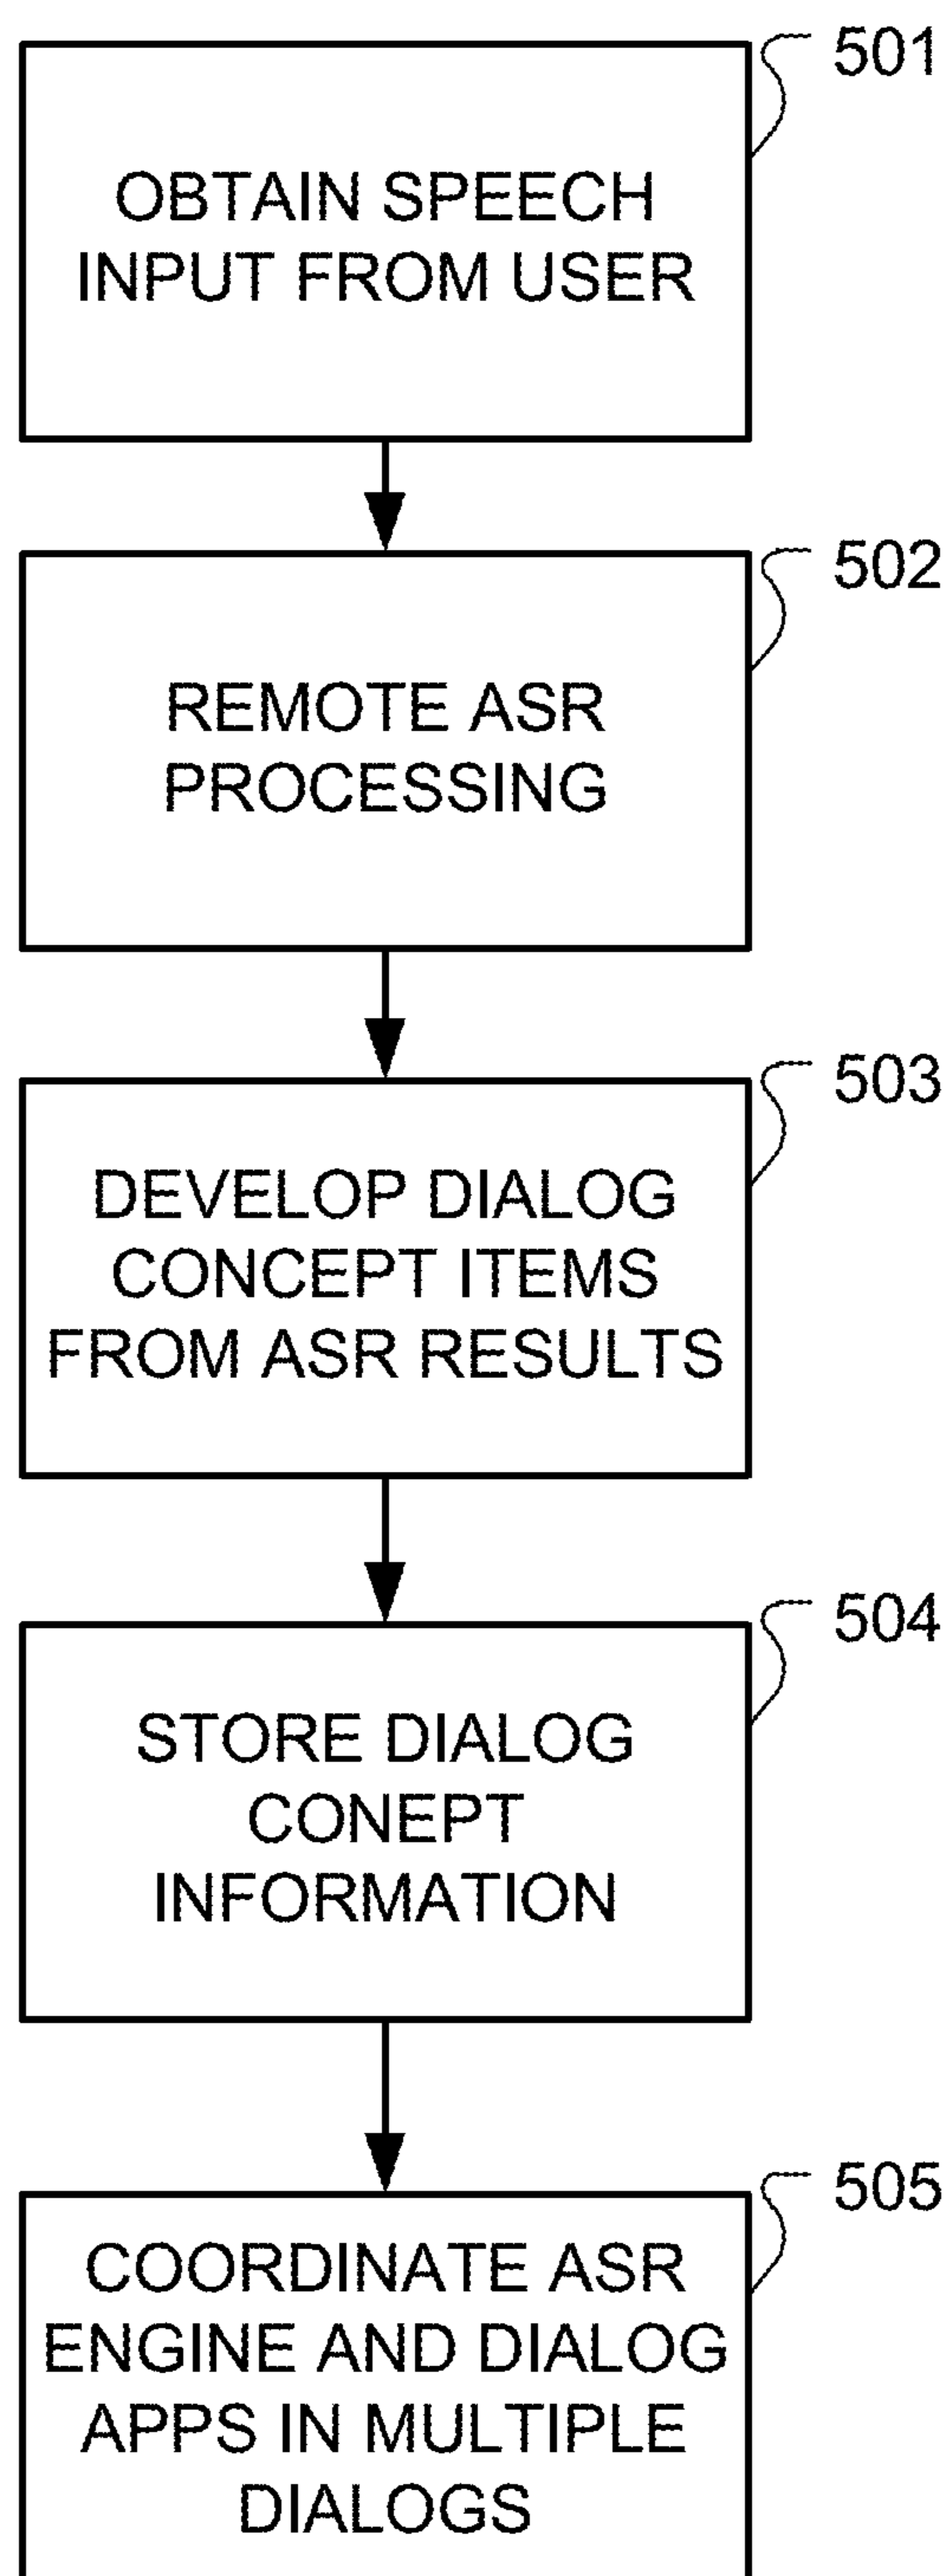 501
OBTAIN SPEECH
INPUT FROM USER
502
REMOTE ASR
PROCESSING
503
DEVELOP DIALOG
CONCEPT ITEMS
FROM ASR RESULTS
504
STORE DIALOG
CONEPT
INFORMATION
505
COORDINATE ASR
ENGINE AND DIALOG
APPS IN MULTIPLE
DIALOGS